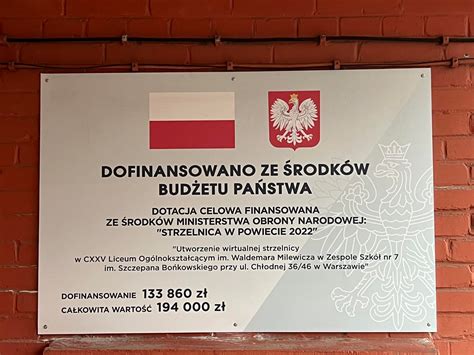 DOFINANSOWANO ZE ŚRODKÓW
BUDŻETU PAŃSTWA
DOTACJA CELOWA FINANSOWANA
ZE ŚRODKÓW MINISTERSTWA OBRONY NARODOWEJ:
"STRZELNICA W POWIECIE 2022"
"Utworzenie wirtualnej strzelnicy
w CXXV Liceum Ogólnokształcącym im. Waldemara Milewicza w Zespole Szkół nr 7
im. Szczepana Bońkowskiego przy ul. Chłodnej 36/46 w Warszawie"
DOFINANSOWANIE 133 860 zł
CAŁKOWITA WARTOŚĆ 194 000 zł